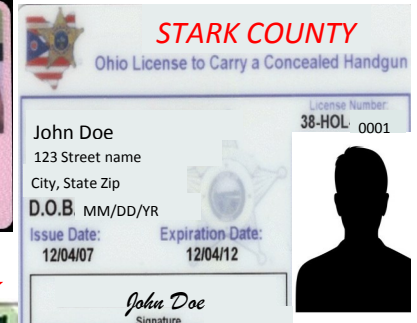 STARK COUNTY
Ohio License to Carry a Concealed Handgun
License Number:
38-HOL- 0001
John Doe
123 Street name
City, State Zip
D.O.B. MM/DD/YR
Issue Date: Expiration Date:
12/04/07 12/04/12
John Doe
Signature